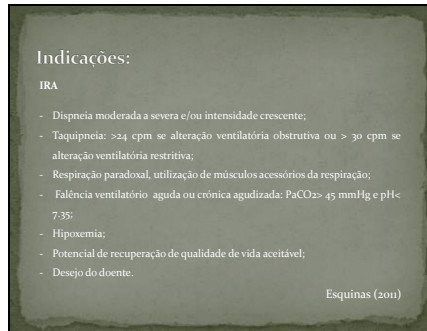 Indicações:
IRA
- Dispneia moderada a severa e/ou intensidade crescente;
- Taquipneia: >24 cpm se alteração ventilatória obstrutiva ou > 30 cpm se
alteração ventilatória restritiva;
- Respiração paradoxal, utilização de músculos acessórios da respiração;
- Falência ventilatório aguda ou crónica agudizada: PaCO2> 45 mmHg e pH<
7.35;
- Hipoxemia;
- Potencial de recuperação de qualidade de vida aceitável;
- Desejo do doente.
Esquinas (2011)